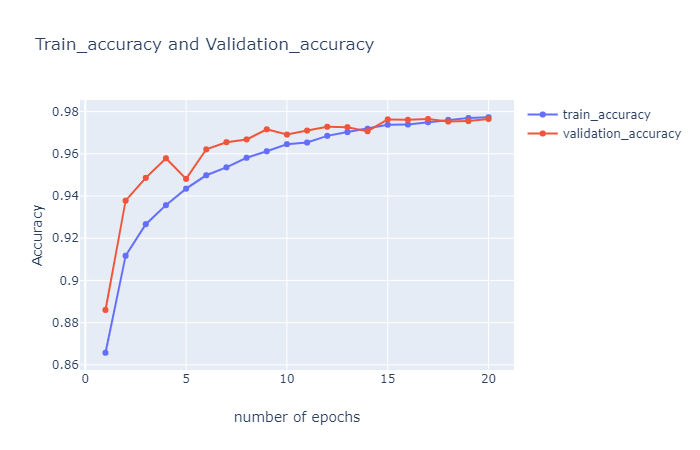 Train_accuracy and Validation_accuracy
train_accuracy
validation_accuracy
Accuracy
0.98
0.96
0.94
0.92
0.9
0.88
0.86
0 5 10 15 20
number of epochs